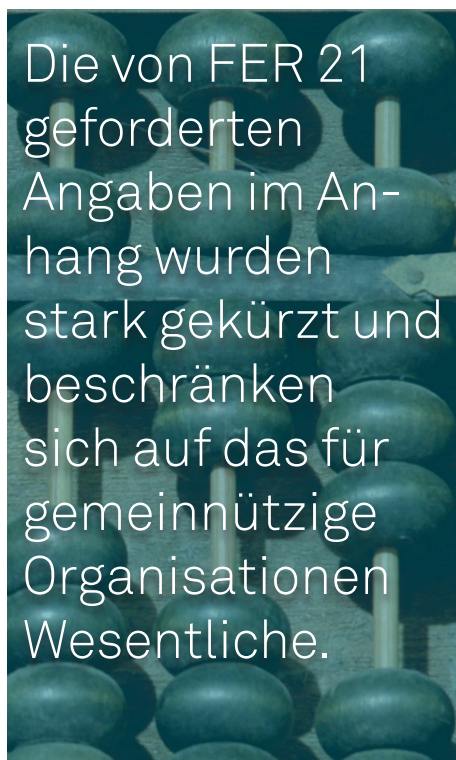 Die von FER 21
geforderten
Angaben im An-
hang wurden
stark gekürzt und
beschränken
sich auf das für
gemeinnützige
Organisationen
Wesentliche.